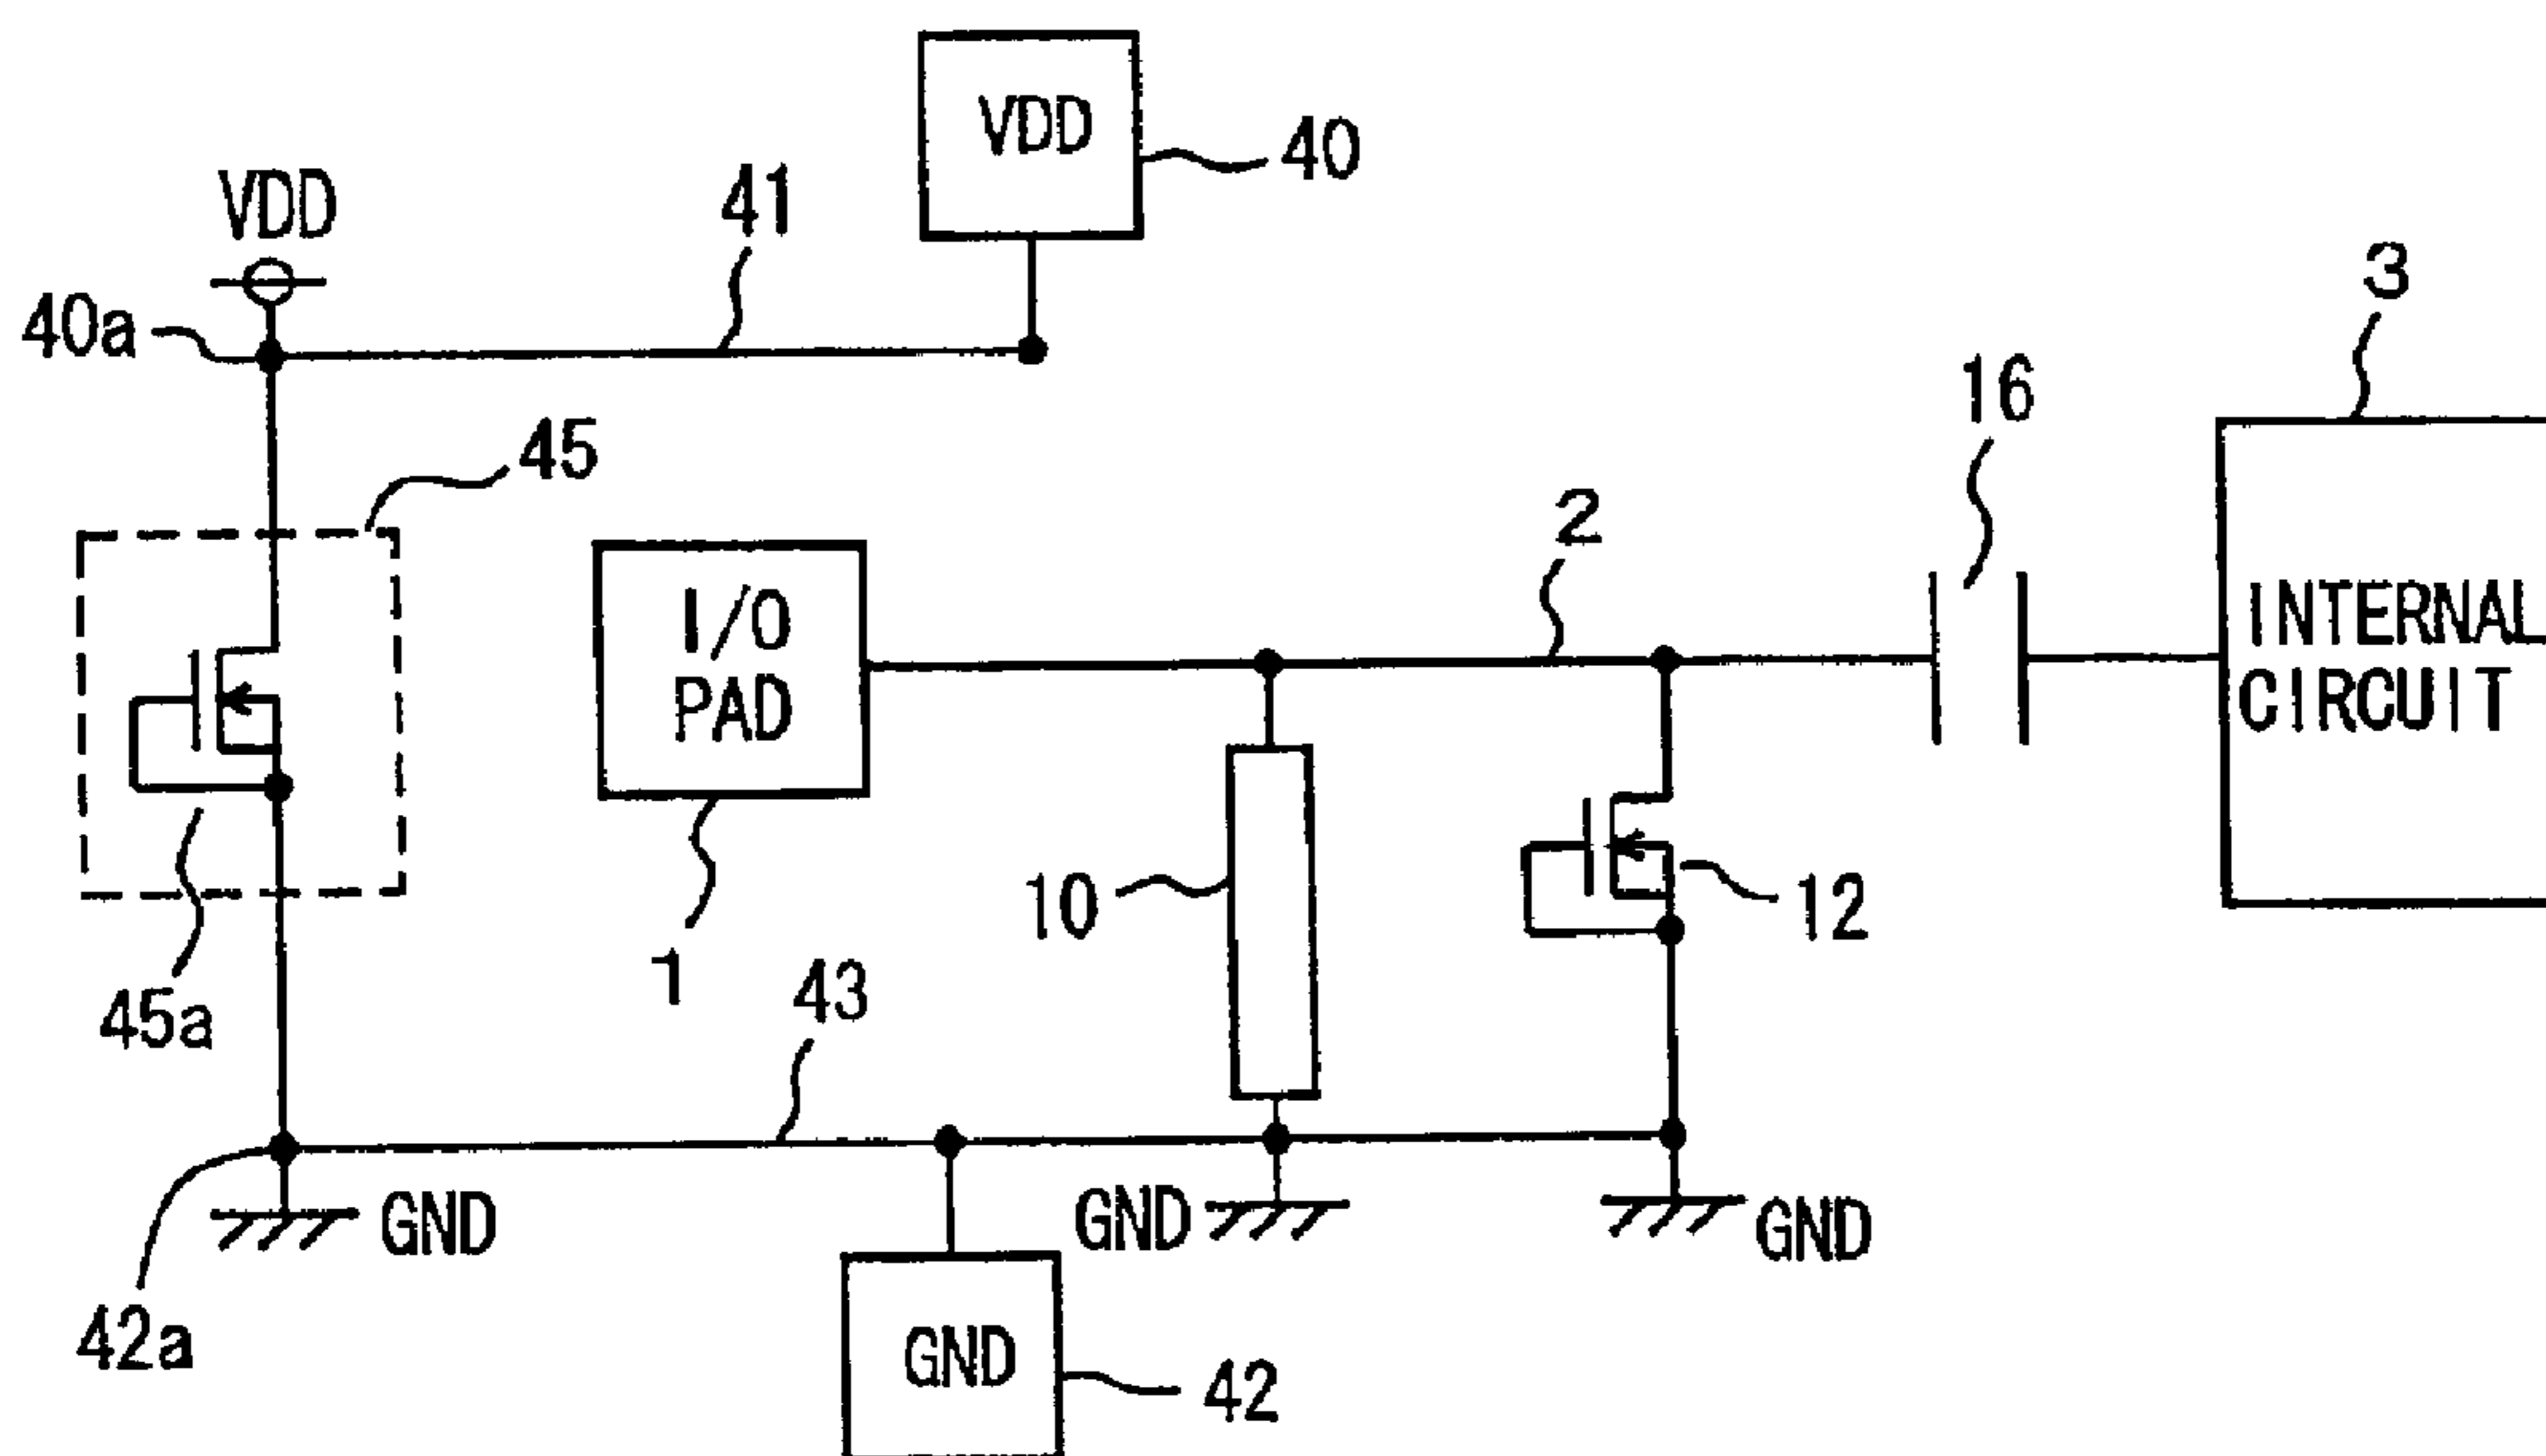 VDD
40
VDD
41
40a
3
16
45
2
I/O
PAD
INTERNAL
CIRCUIT
10
12
1
43
45a
GND
GND
GND
42a
GND
42